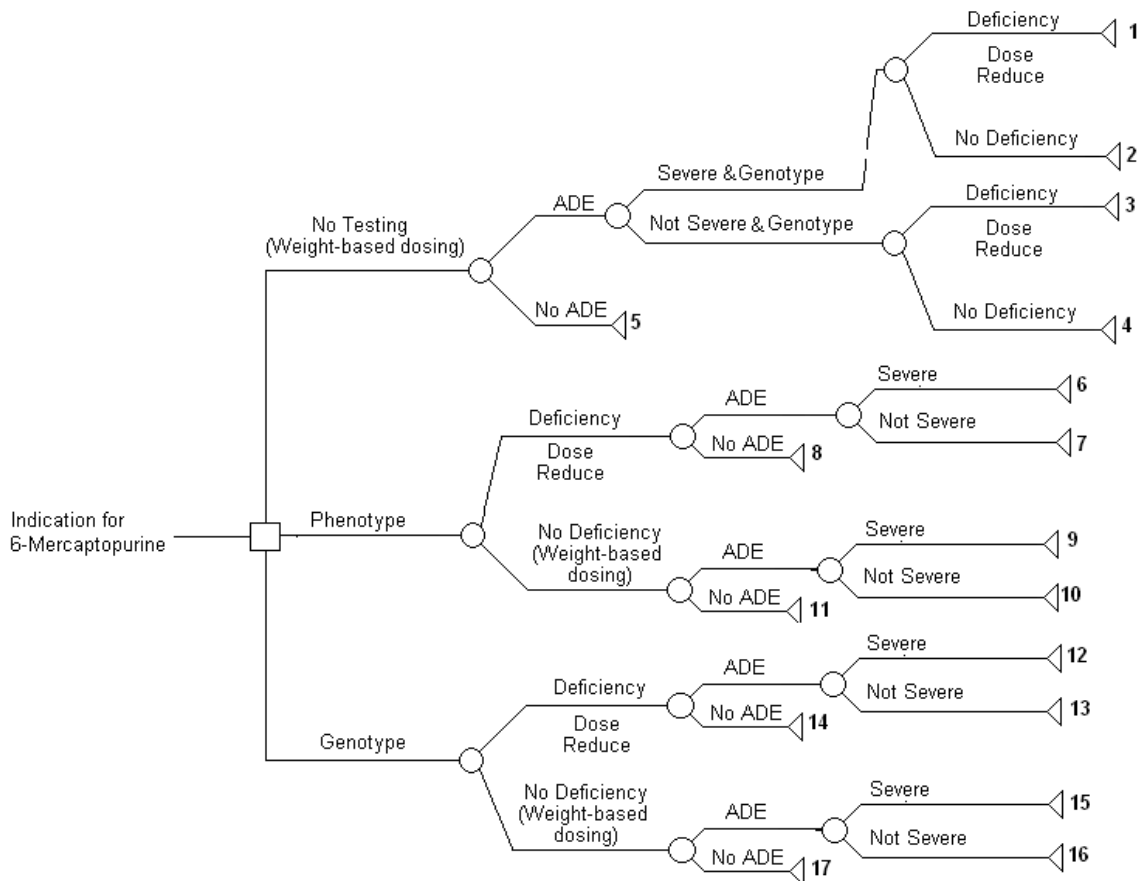 Deficiency
1
Dose
Reduce
No Deficiency
2
Severe &Genotype
ADE
Deficiency
3
Not Severe &Genotype
Dose
Reduce
No Testing
(Weight-based dosing)
No ADE
5
No Deficiency
4
Severe
6
ADE
Deficiency
Not Severe
7
No ADE
8
Dose
Reduce
Indication for
6-Mercaptopurine
Phenotype
No Deficiency
(Weight-based
dosing)
Severe
9
ADE
Not Severe
10
No ADE
11
Severe
12
ADE
Deficiency
Not Severe
13
No ADE
14
Dose
Reduce
Genotype
No Deficiency
(Weight-based
dosing)
Severe
15
ADE
Not Severe
16
No ADE
17